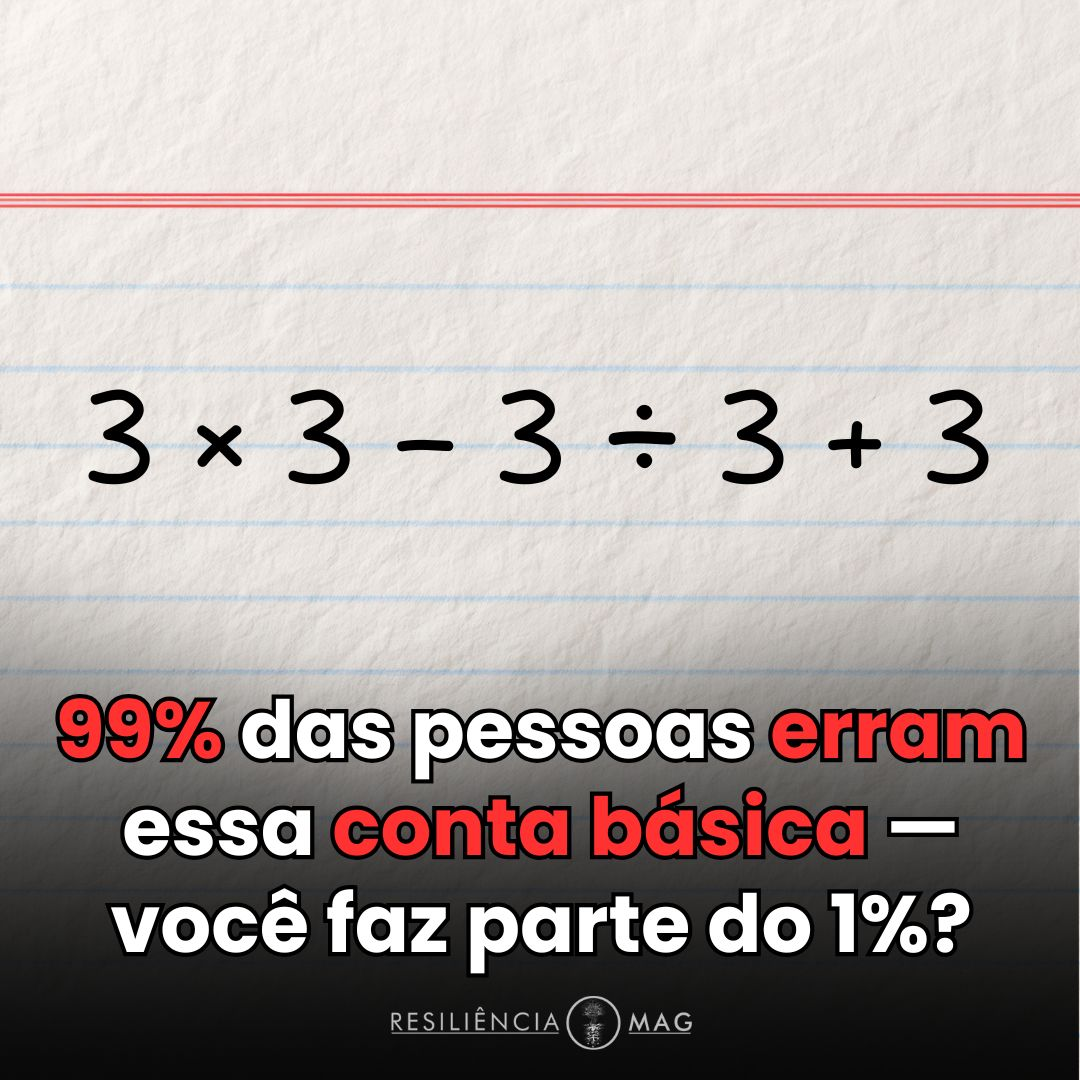 3 × 3 − 3 ÷ 3 + 3
99% das pessoas erram
essa conta básica —
você faz parte do 1%?
RESILIÊNCIA MAG